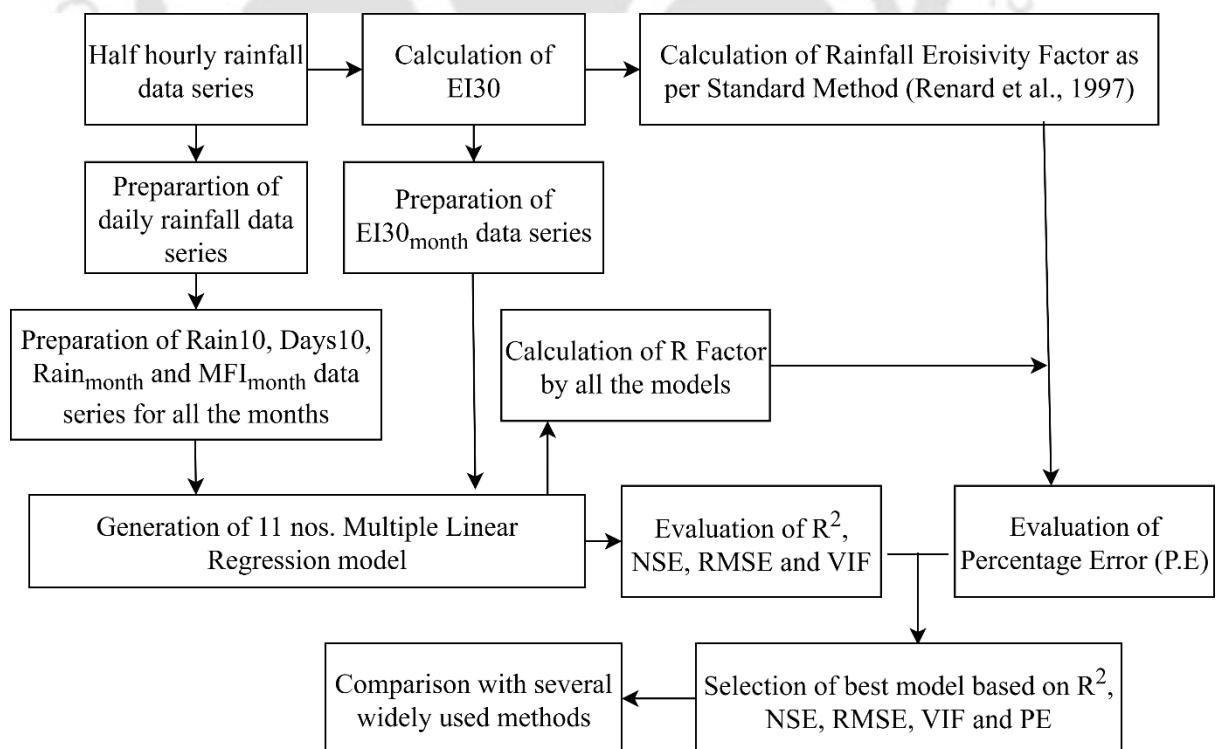 Half hourly rainfall
data series
Calculation of
EI30
Calculation of Rainfall Eroisivity Factor as
per Standard Method (Renard et al., 1997)
Preparartion of
daily rainfall data
series
Preparation of
EI30month data series
Preparation of Rain10, Days10,
Rainmonth and MFImonth data
series for all the months
Calculation of R Factor
by all the models
Generation of 11 nos. Multiple Linear
Regression model
Evaluation of R²,
NSE, RMSE and VIF
Evaluation of
Percentage Error (P.E)
Comparison with several
widely used methods
Selection of best model based on R²,
NSE, RMSE, VIF and PE